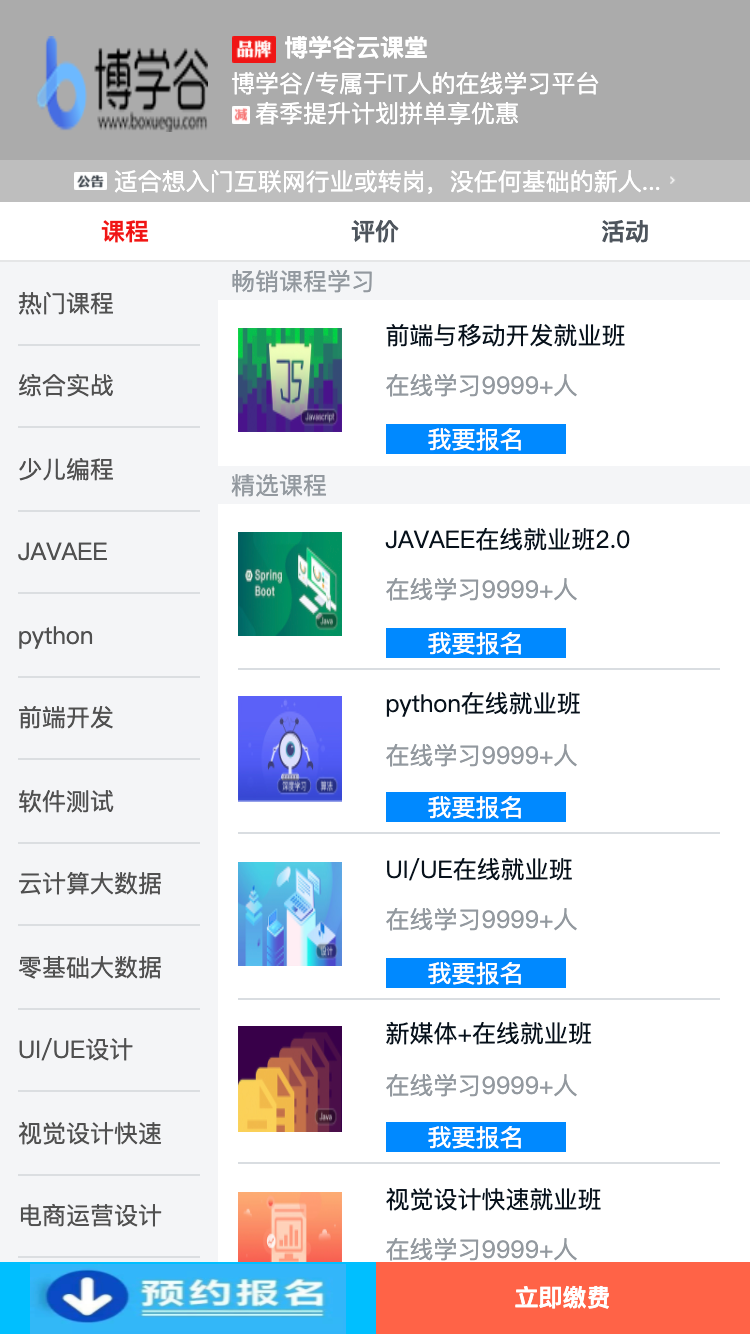 博学谷
www.boxuegu.com
品牌 博学谷云课堂
博学谷/专属于IT人的在线学习平台
减 春季提升计划拼单享优惠
公告 适合想入门互联网行业或转岗，没任何基础的新人... ›
课程 评价 活动
热门课程
综合实战
少儿编程
JAVAEE
python
前端开发
软件测试
云计算大数据
零基础大数据
UI/UE设计
视觉设计快速
电商运营设计
畅销课程学习
JS
Javascript
前端与移动开发就业班
在线学习9999+人
我要报名
精选课程
Spring
Boot
Java
JAVAEE在线就业班2.0
在线学习9999+人
我要报名
深度学习 算法
python在线就业班
在线学习9999+人
我要报名
设计
UI/UE在线就业班
在线学习9999+人
我要报名
Java
新媒体+在线就业班
在线学习9999+人
我要报名
视觉设计快速就业班
在线学习9999+人
预约报名 立即缴费